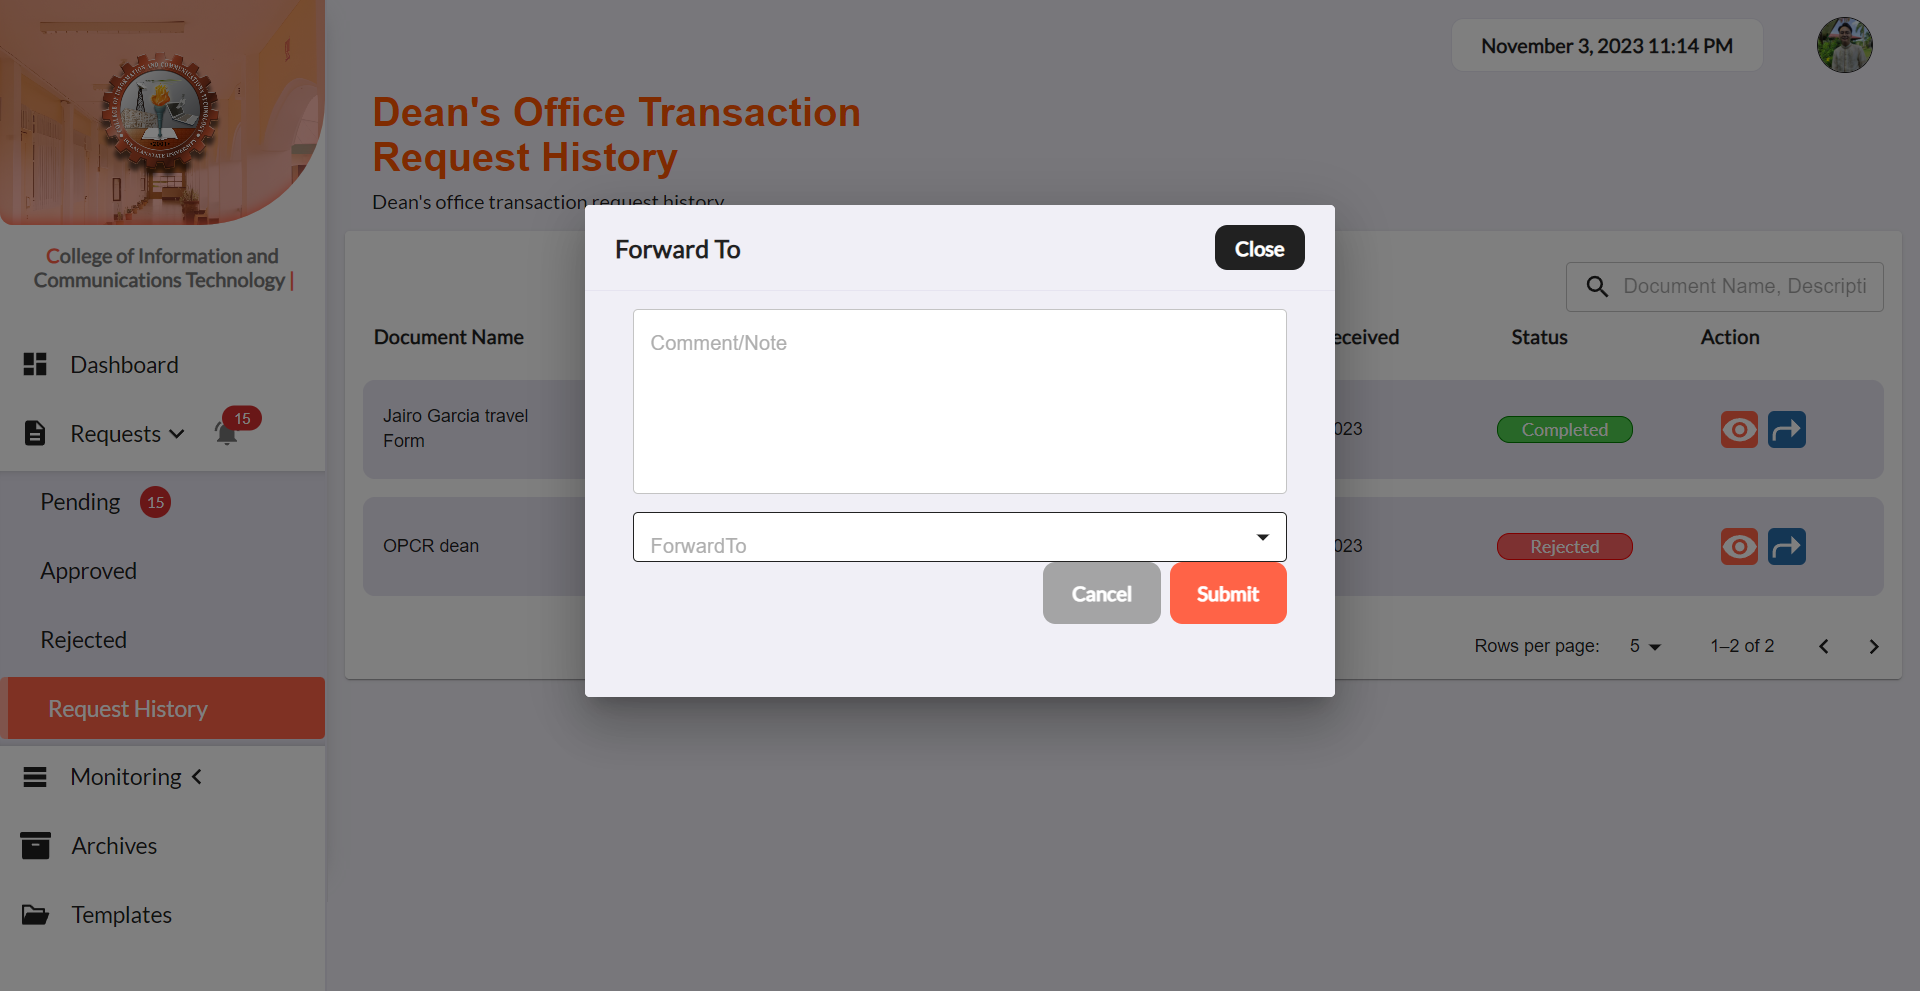 November 3, 2023 11:14 PM
Dean's Office Transaction
Request History
Dean's office transaction request history
College of Information and
Communications Technology |
Dashboard
Requests
15
Pending
15
Approved
Rejected
Request History
Monitoring
Archives
Templates
Forward To
Close
Comment/Note
ForwardTo
Cancel
Submit
Document Name, Descripti
Document Name
eceived
Status
Action
Jairo Garcia travel
Form
023
Completed
OPCR dean
023
Rejected
Rows per page:
5
1–2 of 2